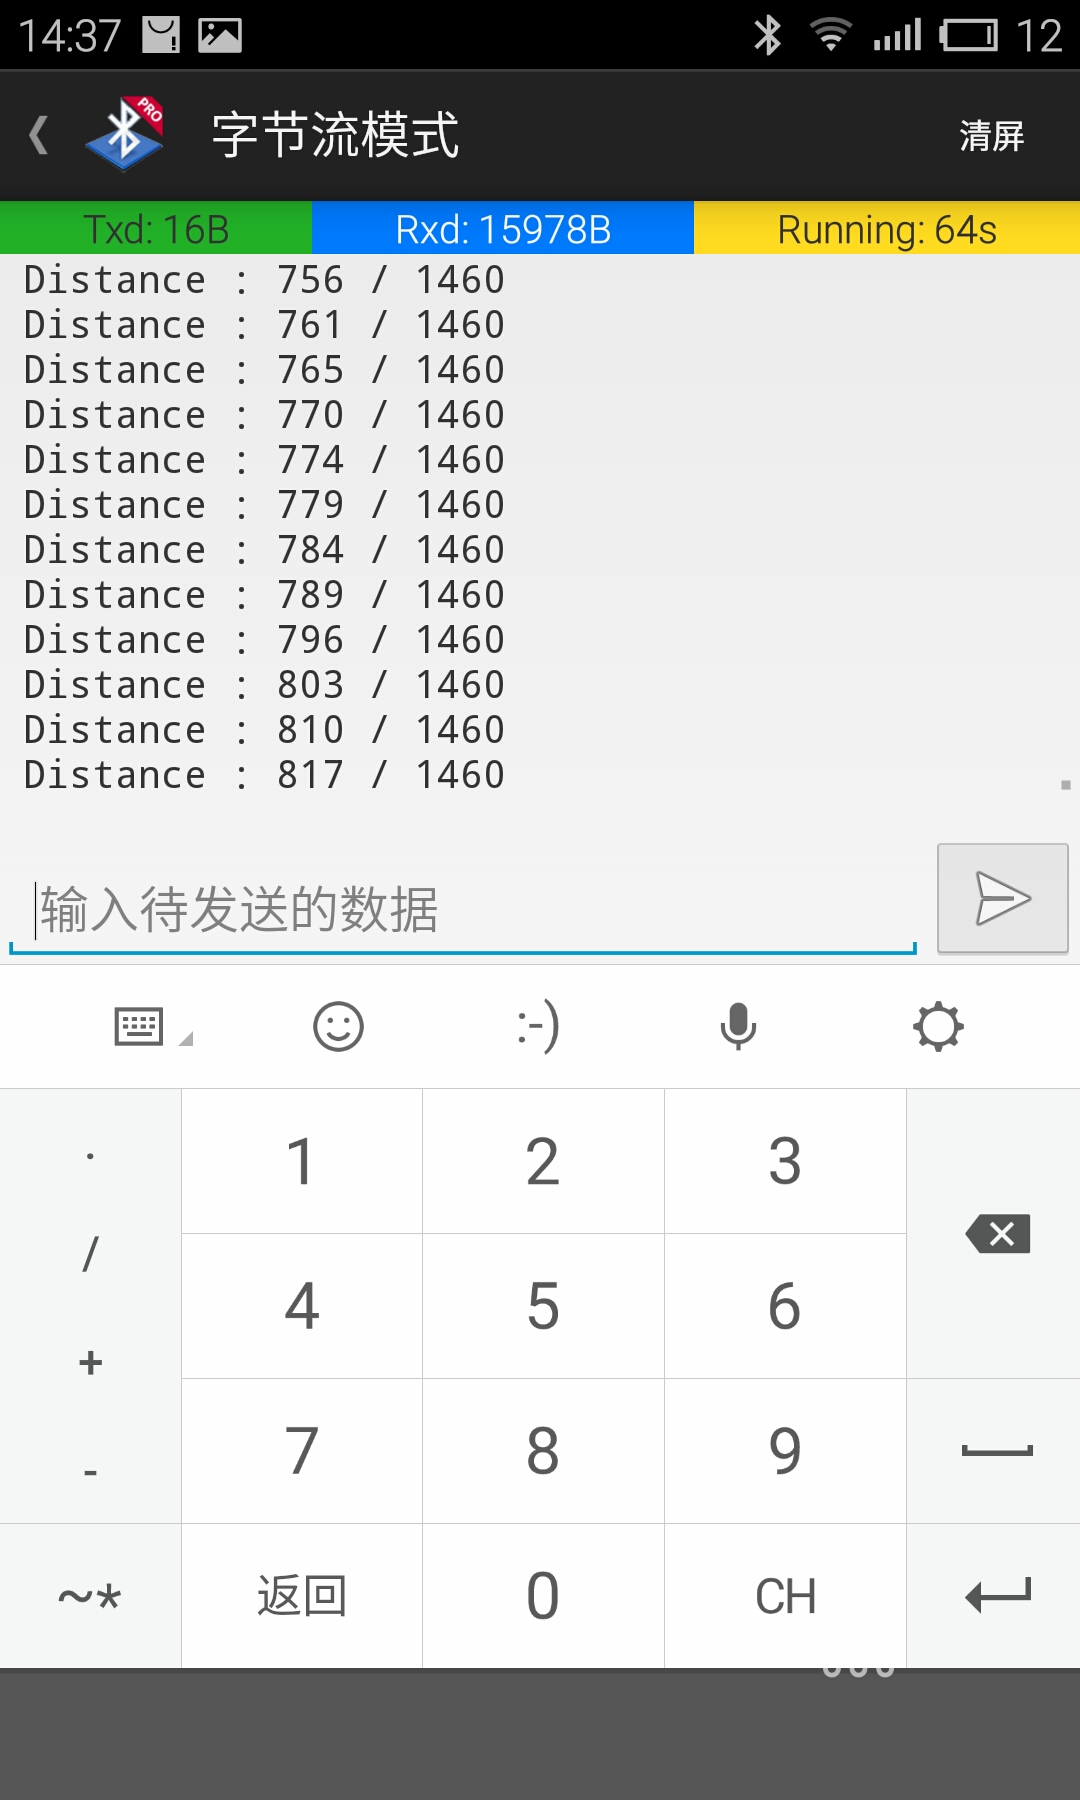 14:37 12
PRO 字节流模式 清屏
Txd: 16B Rxd: 15978B Running: 64s
Distance : 756 / 1460
Distance : 761 / 1460
Distance : 765 / 1460
Distance : 770 / 1460
Distance : 774 / 1460
Distance : 779 / 1460
Distance : 784 / 1460
Distance : 789 / 1460
Distance : 796 / 1460
Distance : 803 / 1460
Distance : 810 / 1460
Distance : 817 / 1460
输入待发送的数据
:-)
. 1 2 3
/
4 5 6
+
7 8 9
-
~* 返回 0 CH